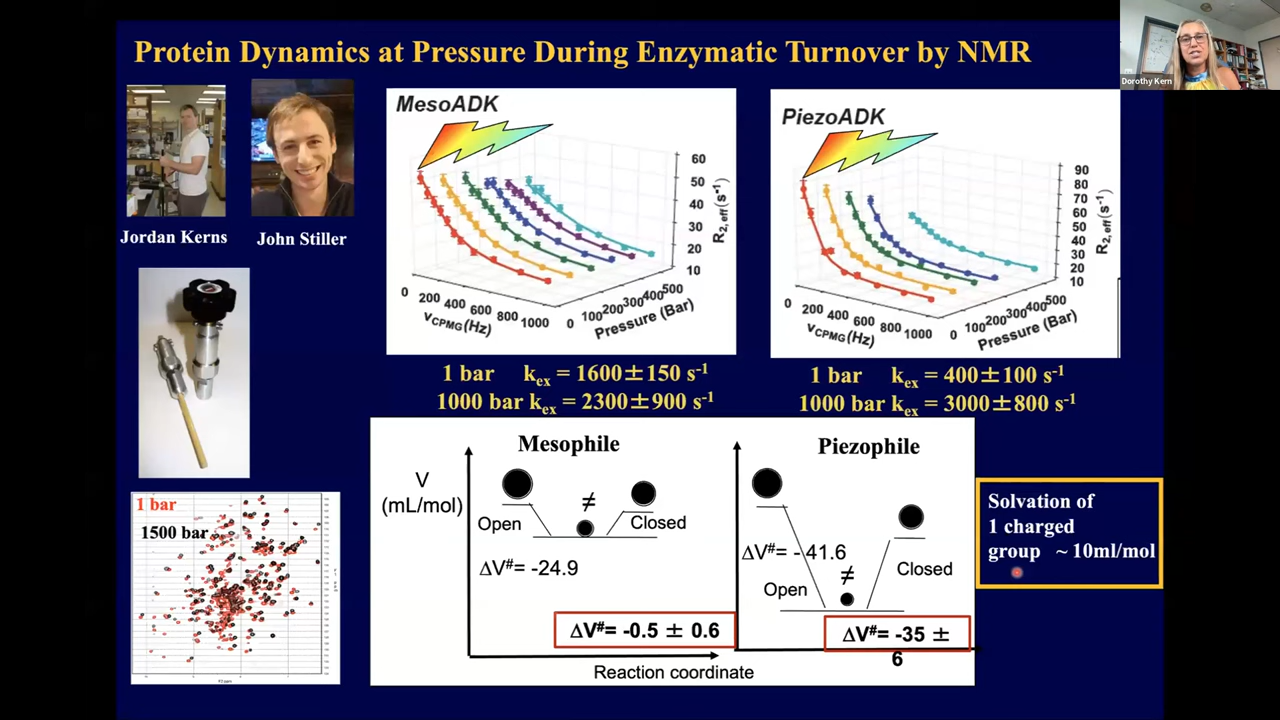 Protein Dynamics at Pressure During Enzymatic Turnover by NMR
Dorothy Kern
Jordan Kerns
John Stiller
MesoADK
60
50
40
30
20
10
R2,eff(s-1)
0
200
400
600
800
1000
νCPMG(Hz)
0
100
200
300
400
500
Pressure (Bar)
PiezoADK
90
80
70
60
50
40
30
20
10
R2,eff(s-1)
0
200
400
600
800
1000
νCPMG(Hz)
0
100
200
300
400
500
Pressure (Bar)
1 bar kex = 1600±150 s-1
1000 bar kex = 2300±900 s-1
1 bar kex = 400±100 s-1
1000 bar kex = 3000±800 s-1
1 bar
1500 bar
Mesophile
V
(mL/mol)
≠
Open
Closed
ΔV#= -24.9
ΔV#= -0.5 ± 0.6
Reaction coordinate
Piezophile
ΔV#= - 41.6
≠
Open
Closed
ΔV#= -35 ±
6
Solvation of
1 charged
group ~ 10ml/mol